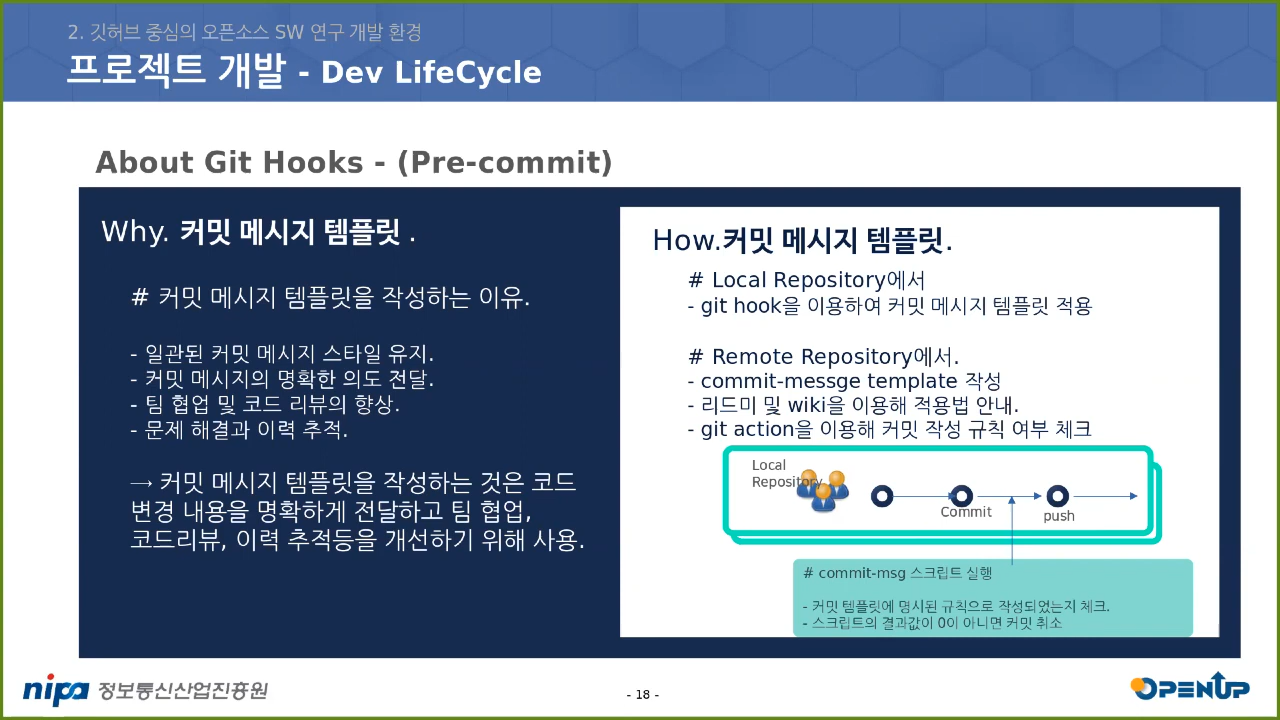 2. 깃허브 중심의 오픈소스 SW 연구 개발 환경
프로젝트 개발 - Dev LifeCycle
About Git Hooks - (Pre-commit)
Why. 커밋 메시지 템플릿 .
# 커밋 메시지 템플릿을 작성하는 이유.
- 일관된 커밋 메시지 스타일 유지.
- 커밋 메시지의 명확한 의도 전달.
- 팀 협업 및 코드 리뷰의 향상.
- 문제 해결과 이력 추적.
→ 커밋 메시지 템플릿을 작성하는 것은 코드
변경 내용을 명확하게 전달하고 팀 협업,
코드리뷰, 이력 추적등을 개선하기 위해 사용.
How.커밋 메시지 템플릿.
# Local Repository에서
- git hook을 이용하여 커밋 메시지 템플릿 적용
# Remote Repository에서.
- commit-messge template 작성
- 리드미 및 wiki을 이용해 적용법 안내.
- git action을 이용해 커밋 작성 규칙 여부 체크
Local
Repository
Commit
push
# commit-msg 스크립트 실행
- 커밋 템플릿에 명시된 규칙으로 작성되었는지 체크.
- 스크립트의 결과값이 0이 아니면 커밋 취소
nipa 정보통신산업진흥원
- 18 -
OPENUP